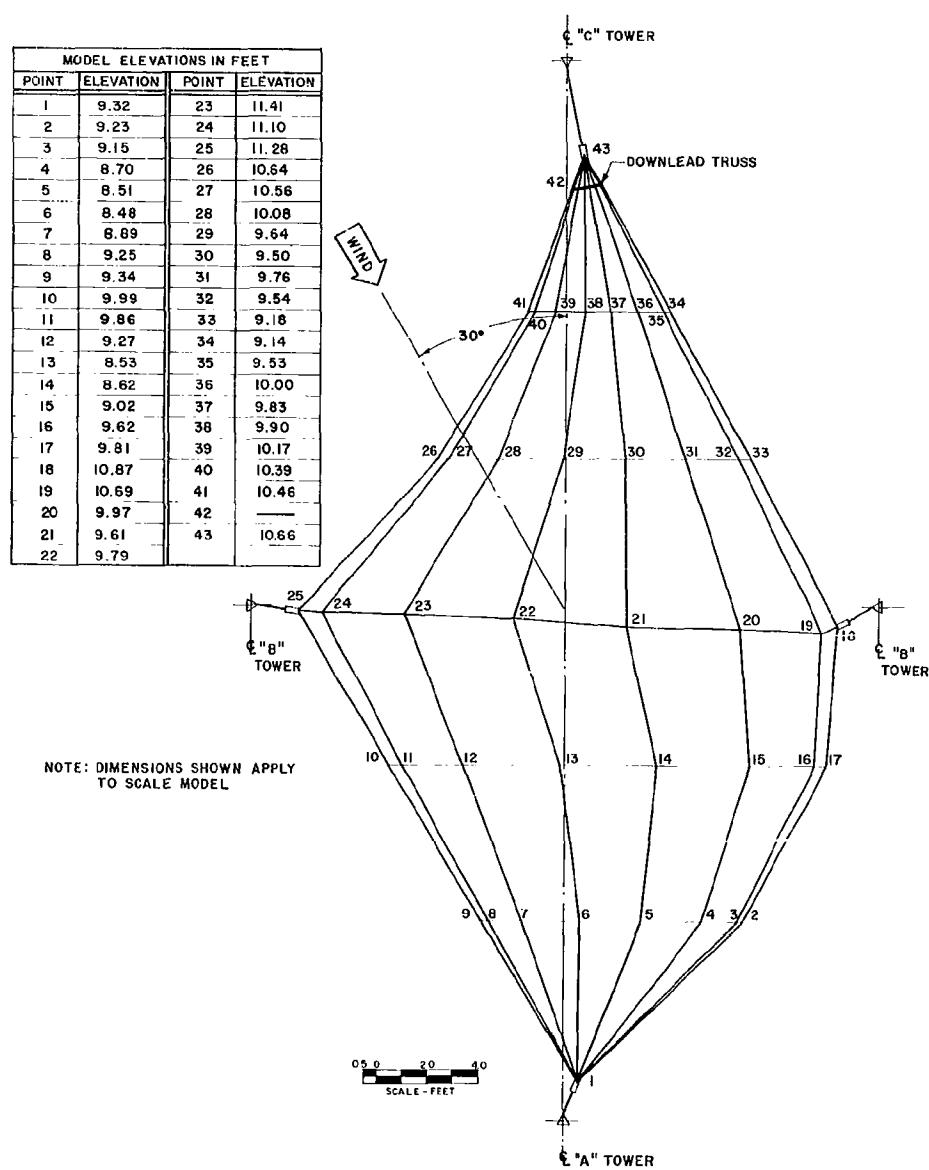 MODEL ELEVATIONS IN FEET
POINT ELEVATION POINT ELEVATION
1 9.32 23 11.41
2 9.23 24 11.10
3 9.15 25 11.28
4 8.70 26 10.64
5 8.51 27 10.56
6 8.48 28 10.08
7 8.89 29 9.64
8 9.25 30 9.50
9 9.34 31 9.76
10 9.99 32 9.54
11 9.86 33 9.18
12 9.27 34 9.14
13 8.53 35 9.53
14 8.62 36 10.00
15 9.02 37 9.83
16 9.62 38 9.90
17 9.81 39 10.17
18 10.87 40 10.39
19 10.69 41 10.46
20 9.97 42 —
21 9.61 43 10.66
22 9.79
℄ "C" TOWER
43
DOWNLEAD TRUSS
42
WIND
41 39 38 37 36 34
40 35
30°
26 27 28 29 30 31 32 33
25 24 23 22 21 20 19 18
℄ "B"
TOWER
℄ "B"
TOWER
10 11 12 13 14 15 16 17
NOTE: DIMENSIONS SHOWN APPLY
TO SCALE MODEL
9 8 7 6 5 4 3 2
0.5 0 2.0 4.0
SCALE-FEET
1
℄ "A" TOWER